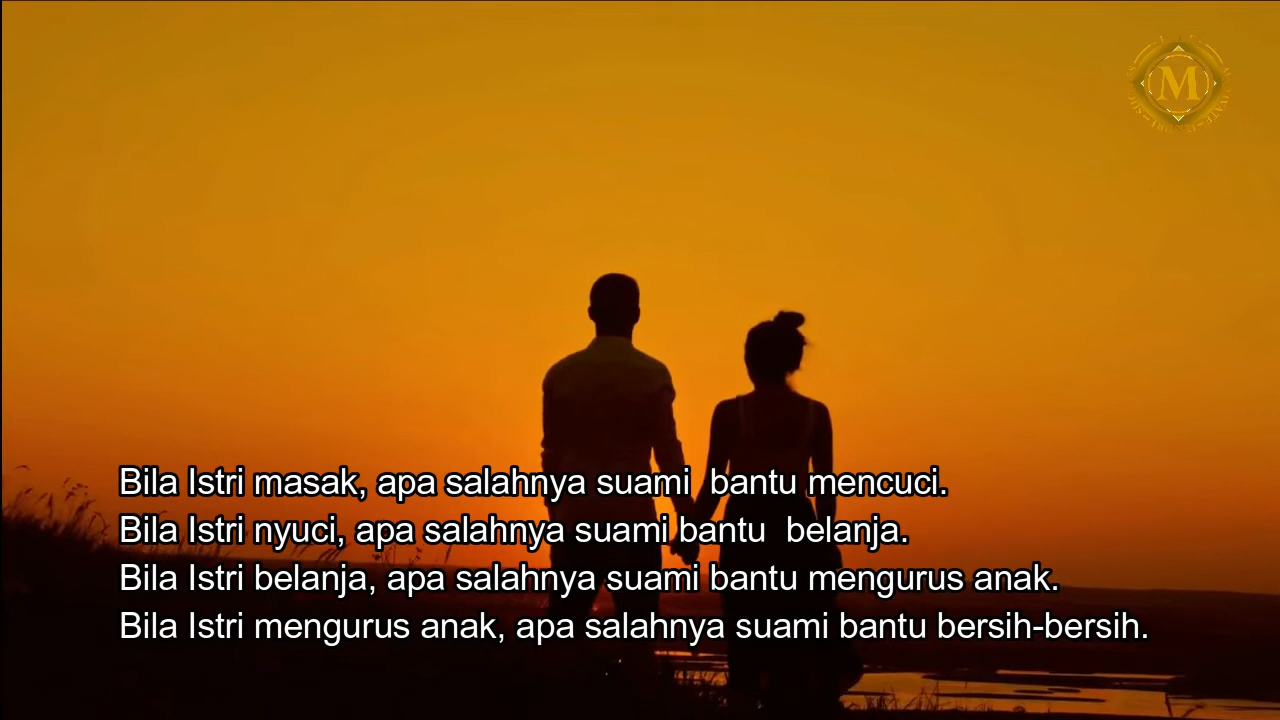 M
Bila Istri masak, apa salahnya suami  bantu mencuci.
Bila Istri nyuci, apa salahnya suami bantu  belanja.
Bila Istri belanja, apa salahnya suami bantu mengurus anak.
Bila Istri mengurus anak, apa salahnya suami bantu bersih-bersih.